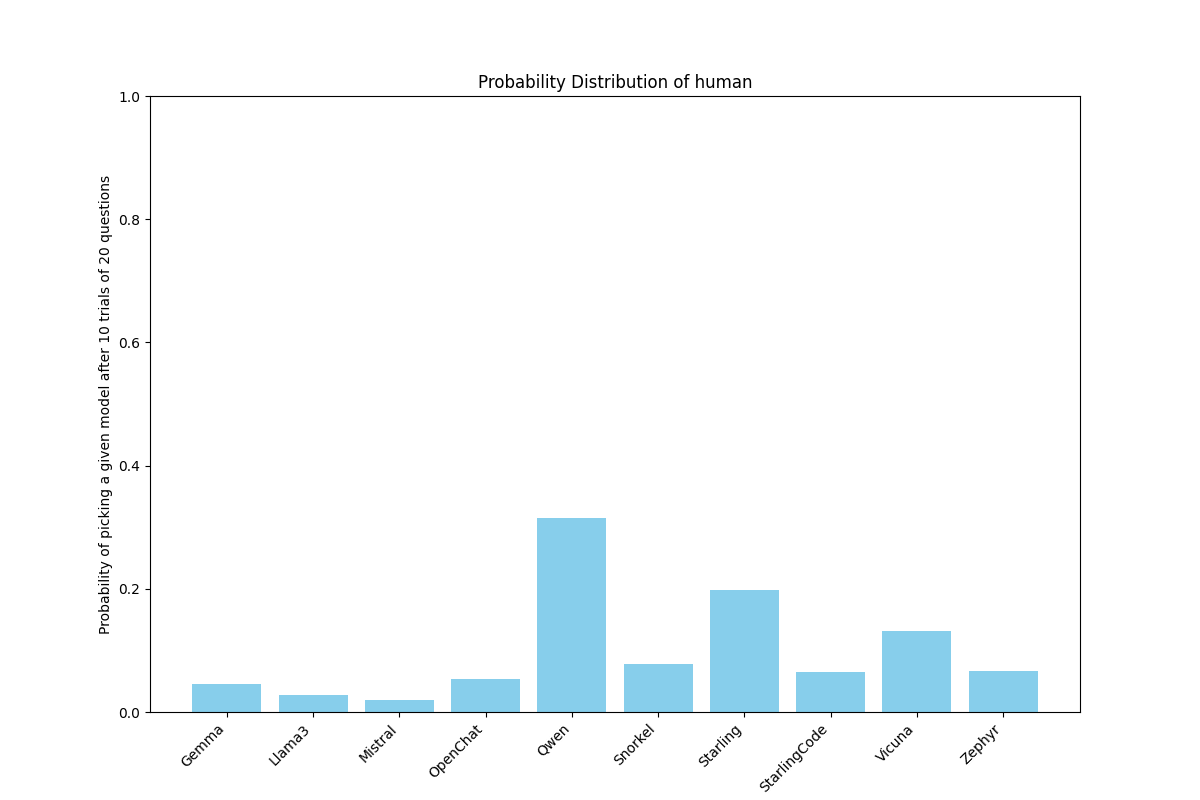 Probability Distribution of human
Probability of picking a given model after 10 trials of 20 questions
1.0
0.8
0.6
0.4
0.2
0.0
Gemma
Llama3
Mistral
OpenChat
Qwen
Snorkel
Starling
StarlingCode
Vicuna
Zephyr